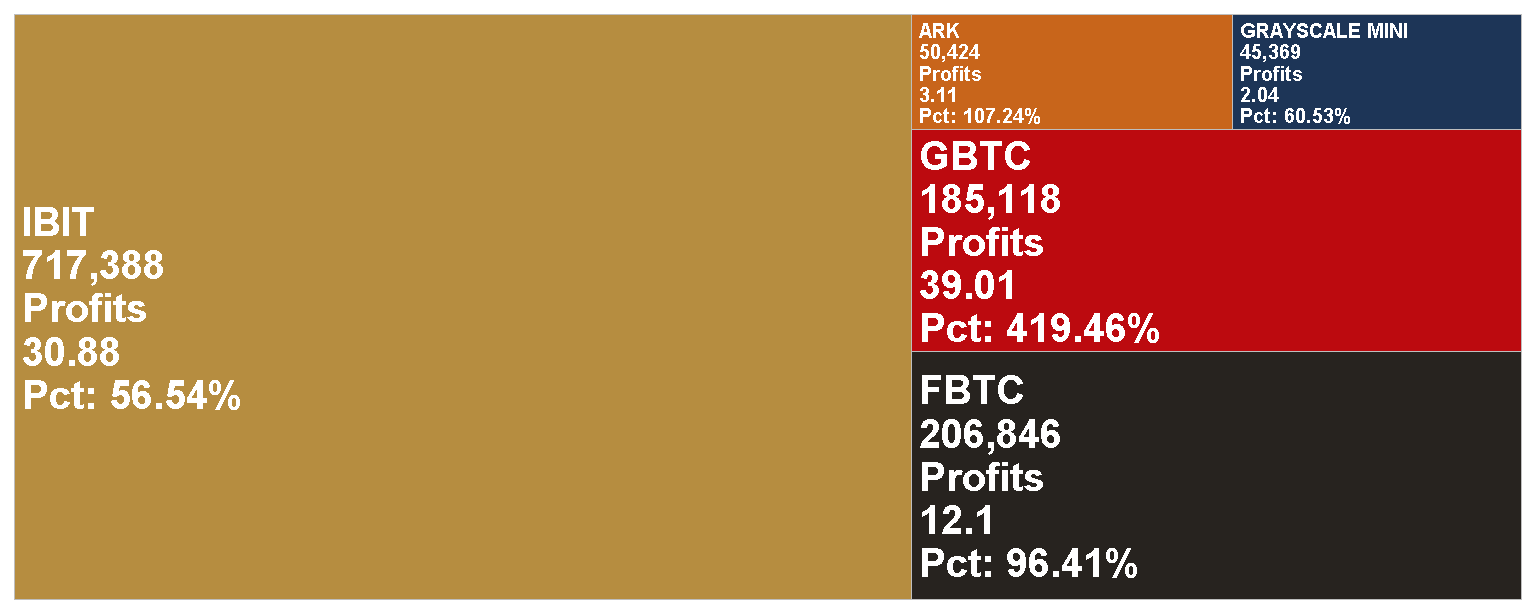 IBIT
717,388
Profits
30.88
Pct: 56.54%
ARK
50,424
Profits
3.11
Pct: 107.24%
GRAYSCALE MINI
45,369
Profits
2.04
Pct: 60.53%
GBTC
185,118
Profits
39.01
Pct: 419.46%
FBTC
206,846
Profits
12.1
Pct: 96.41%